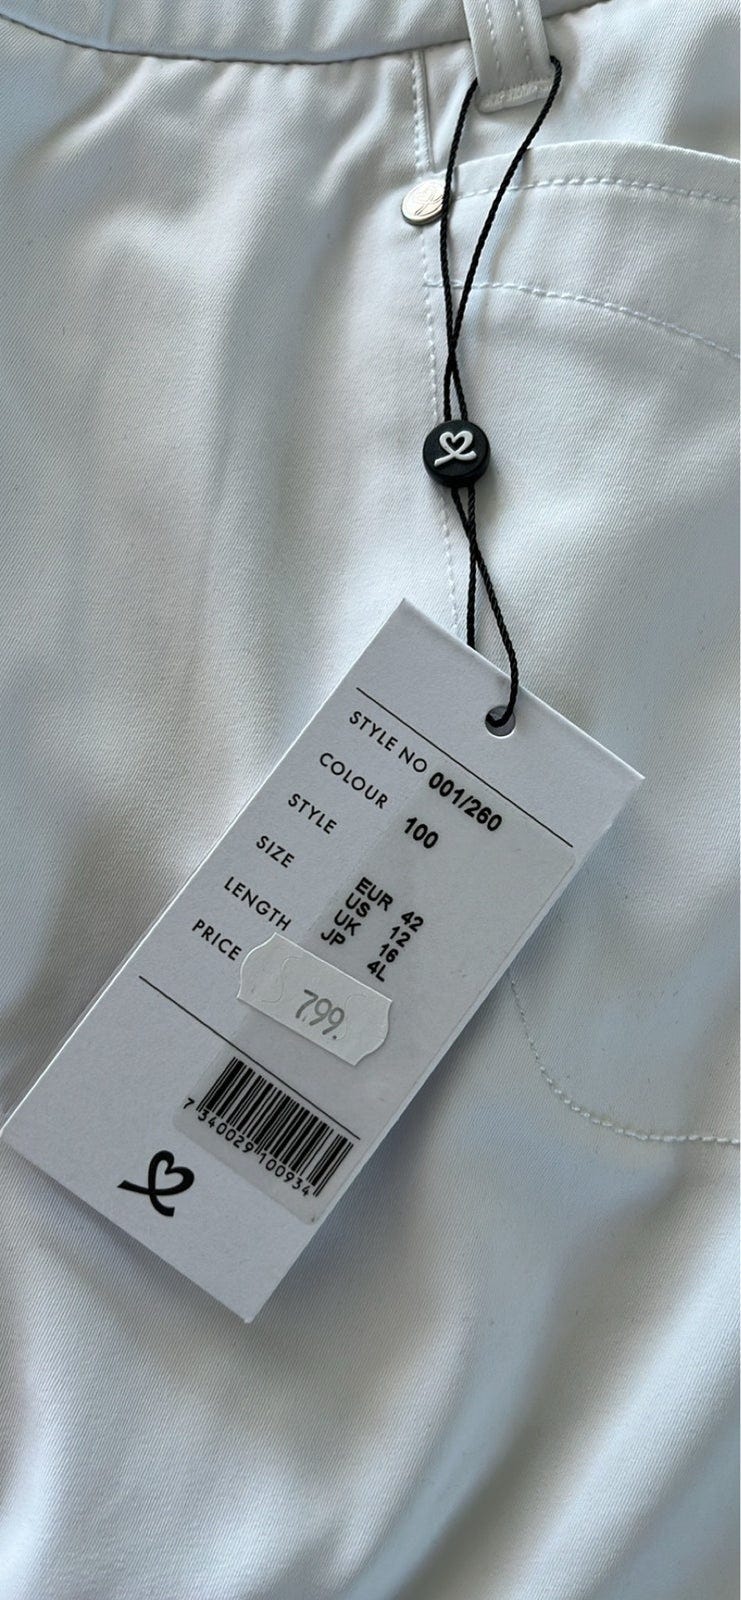 STYLE NO 001/260
COLOUR 100
STYLE
SIZE EUR 42
US 12
UK 16
JP 4L
LENGTH
PRICE 799.
7 340029 100934